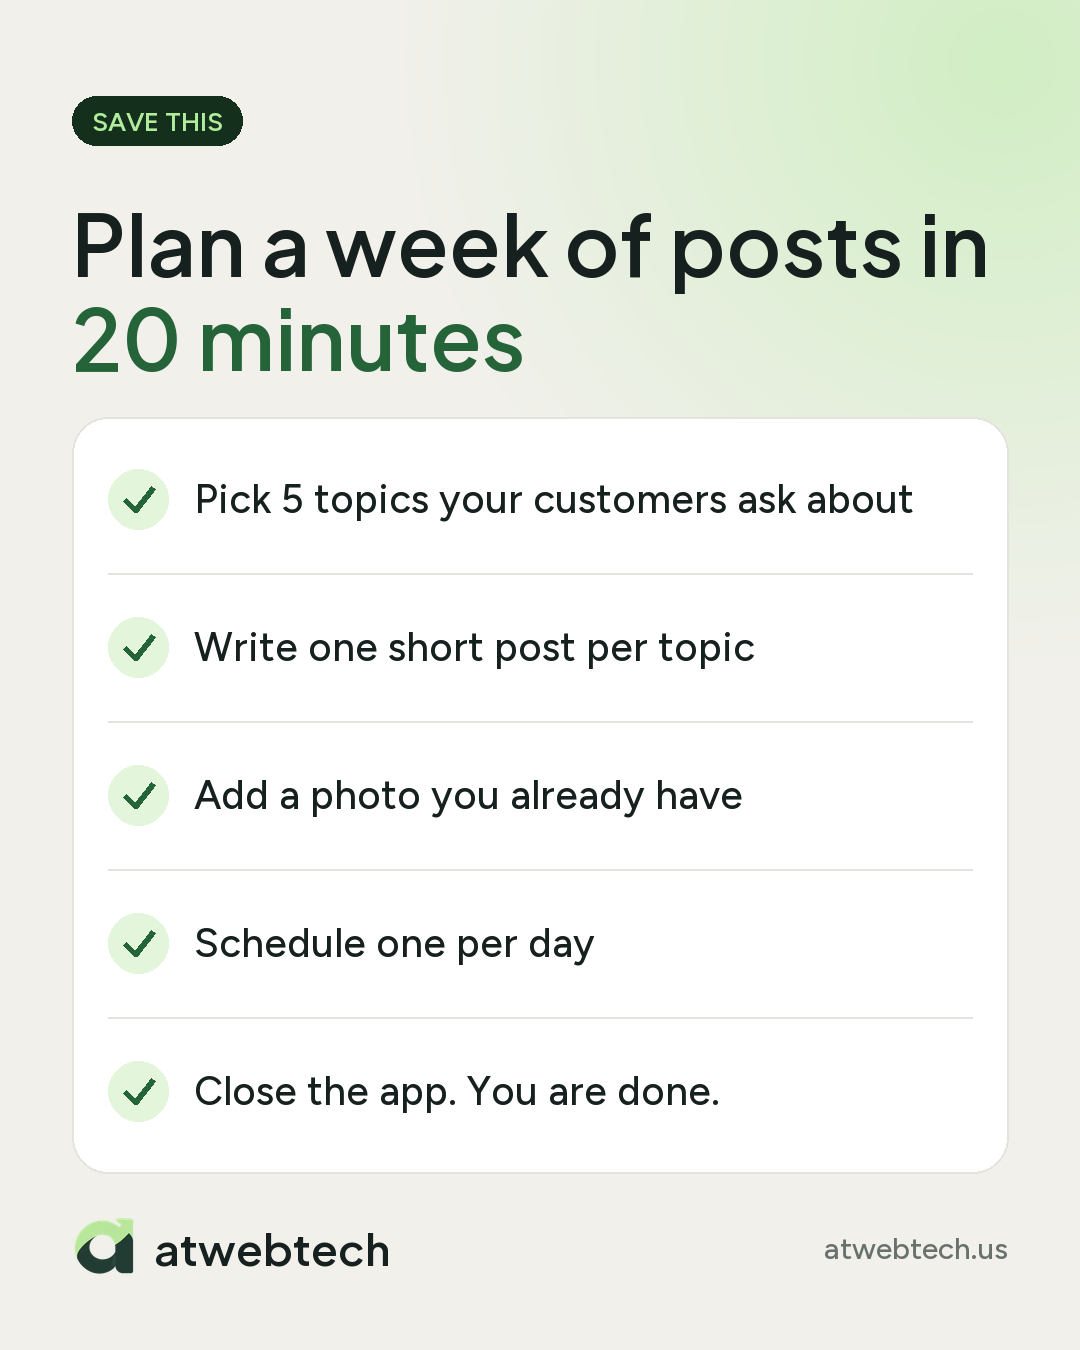 SAVE THIS
Plan a week of posts in
20 minutes
Pick 5 topics your customers ask about
Write one short post per topic
Add a photo you already have
Schedule one per day
Close the app. You are done.
atwebtech
atwebtech.us